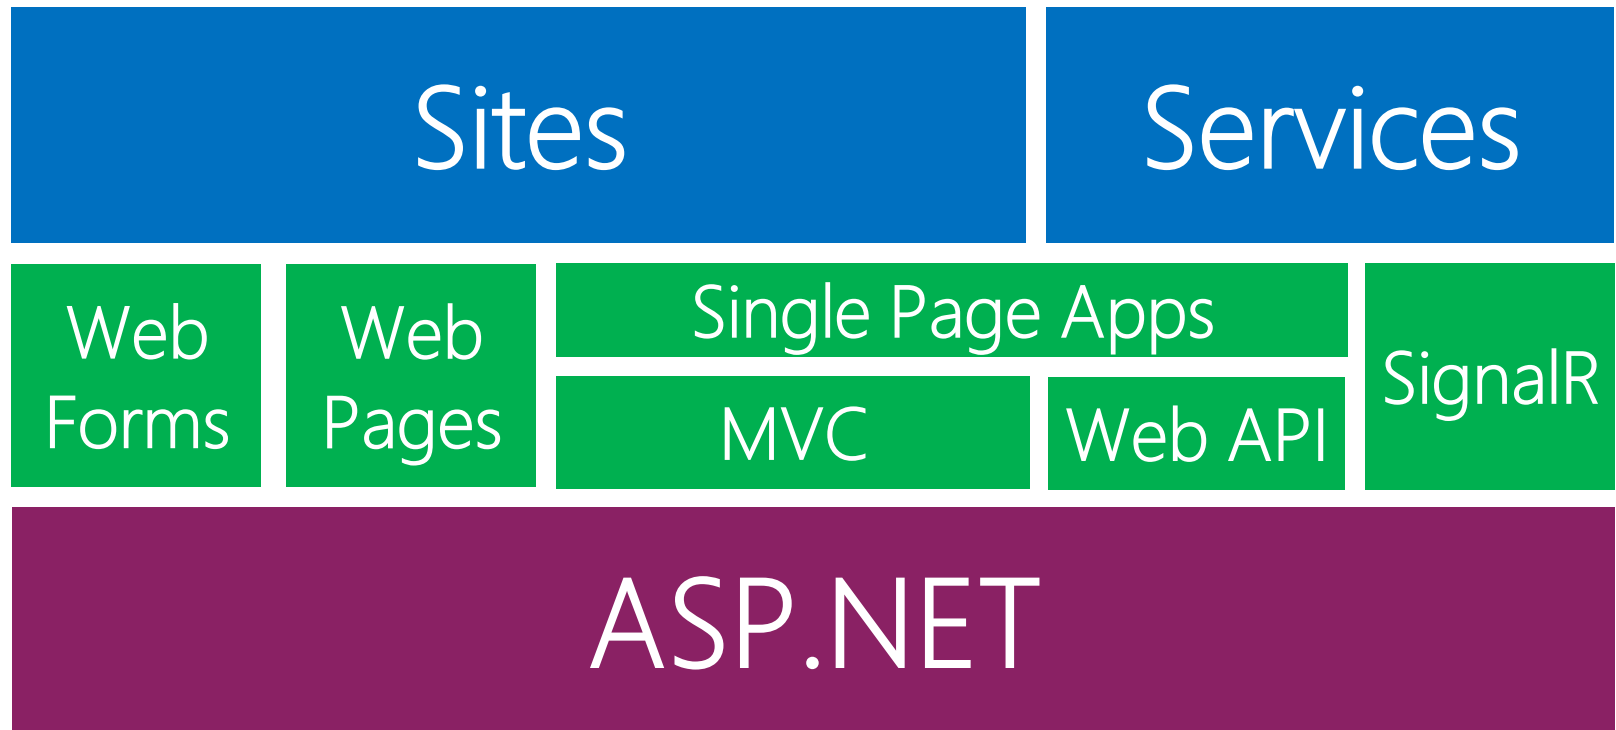 Sites
Services
Web
Forms
Web
Pages
Single Page Apps
MVC
Web API
SignalR
ASP.NET